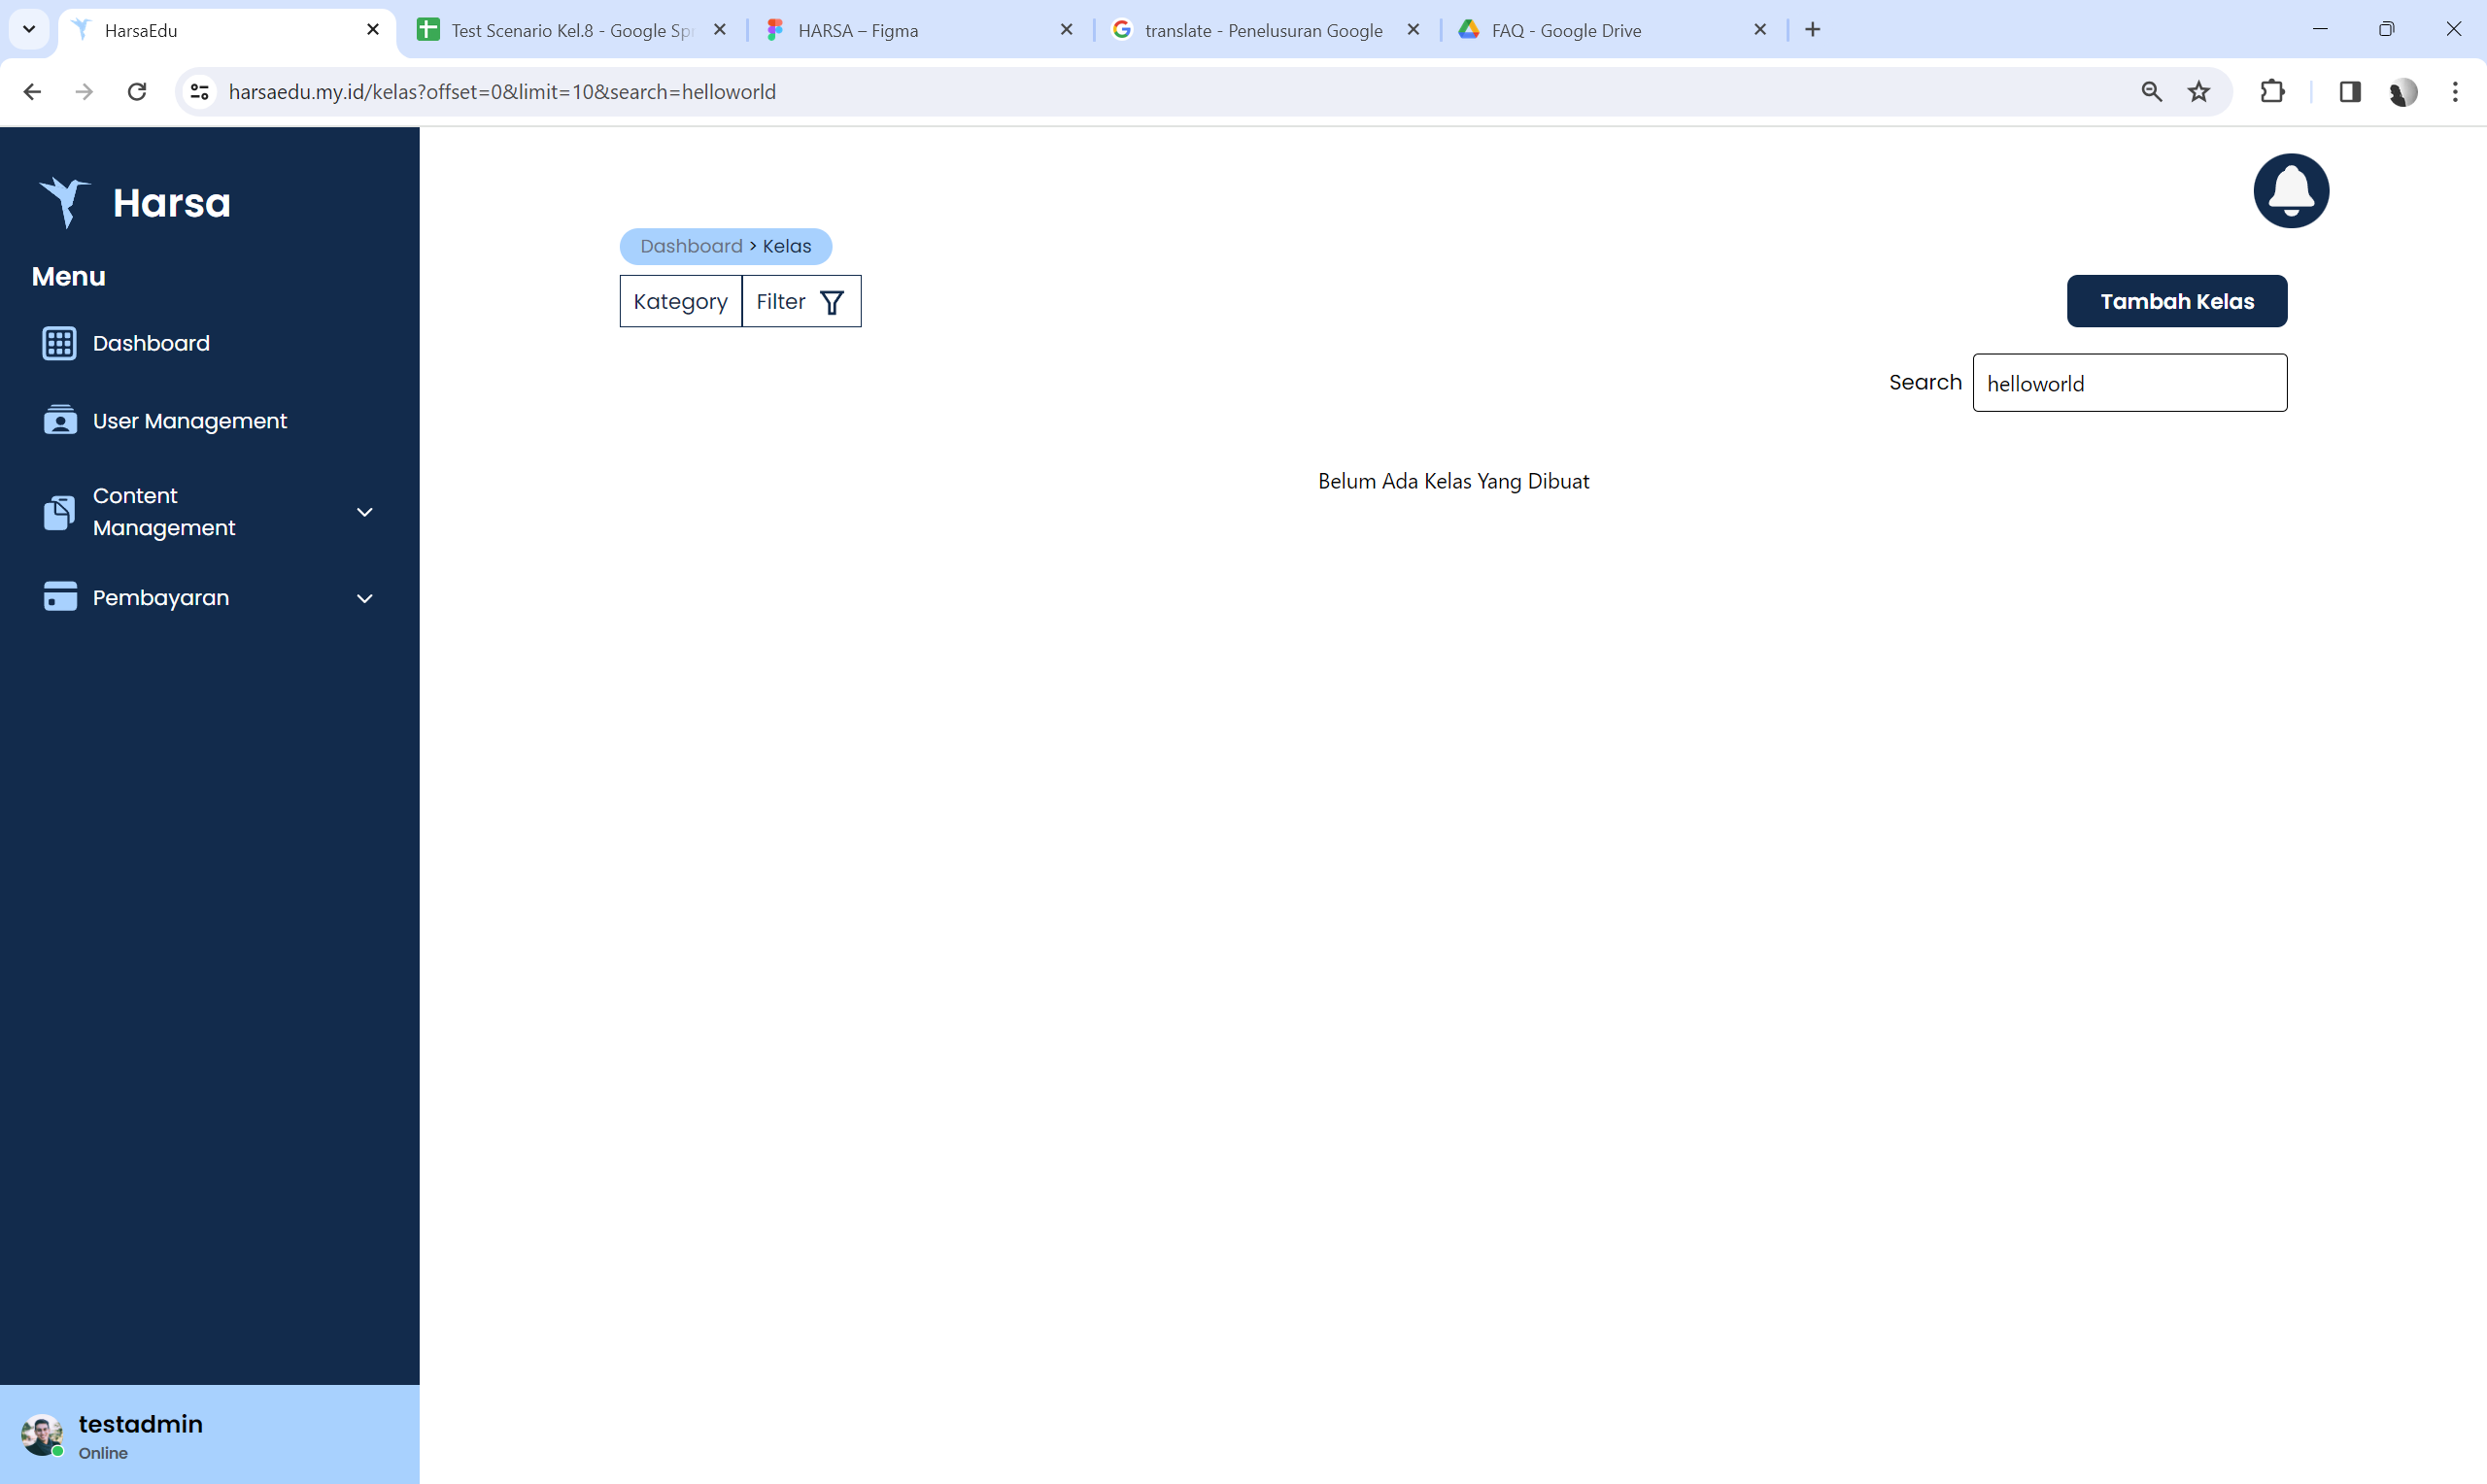 HarsaEdu
Test Scenario Kel.8 - Google Spr
HARSA – Figma
translate - Penelusuran Google
FAQ - Google Drive
harsaedu.my.id/kelas?offset=0&limit=10&search=helloworld
Harsa
Menu
Dashboard
User Management
Content
Management
Pembayaran
testadmin
Online
Dashboard > Kelas
Kategory
Filter
Tambah Kelas
Search
helloworld
Belum Ada Kelas Yang Dibuat